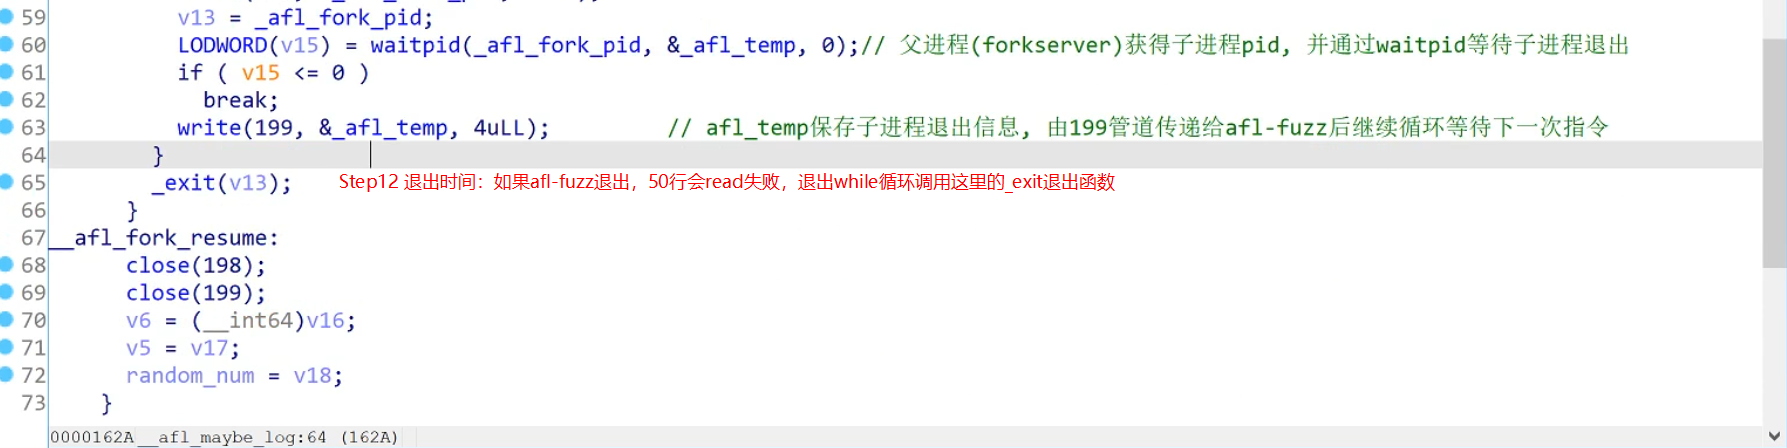 59 v13 = _afl_fork_pid;
60 LODWORD(v15) = waitpid(_afl_fork_pid, &_afl_temp, 0);// 父进程(forkserver)获得子进程pid, 并通过waitpid等待子进程退出
61 if ( v15 <= 0 )
62 break;
63 write(199, &_afl_temp, 4uLL); // afl_temp保存子进程退出信息, 由199管道传递给afl-fuzz后继续循环等待下一次指令
64 }
65 _exit(v13); Step12 退出时间：如果afl-fuzz退出，50行会read失败，退出while循环调用这里的_exit退出函数
66 }
67 __afl_fork_resume:
68 close(198);
69 close(199);
70 v6 = (__int64)v16;
71 v5 = v17;
72 random_num = v18;
73 }
0000162A __afl_maybe_log:64 (162A)